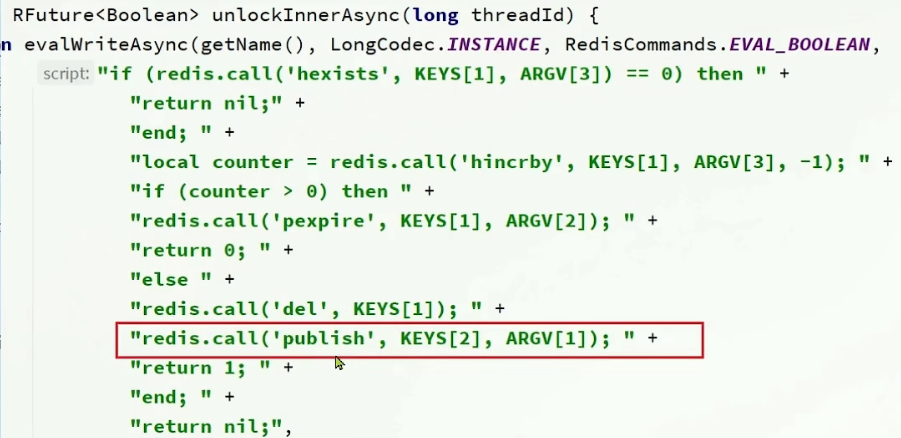 RFuture<Boolean> unlockInnerAsync(long threadId) {
n evalWriteAsync(getName(), LongCodec.INSTANCE, RedisCommands.EVAL_BOOLEAN,
script: "if (redis.call('hexists', KEYS[1], ARGV[3]) == 0) then " +
"return nil;" +
"end; " +
"local counter = redis.call('hincrby', KEYS[1], ARGV[3], -1); " +
"if (counter > 0) then " +
"redis.call('pexpire', KEYS[1], ARGV[2]); " +
"return 0; " +
"else " +
"redis.call('del', KEYS[1]); " +
"redis.call('publish', KEYS[2], ARGV[1]); " +
"return 1; " +
"end; " +
"return nil;",